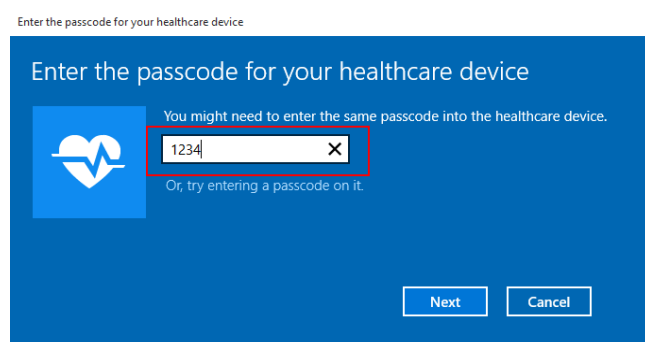 Enter the passcode for your healthcare device
Enter the passcode for your healthcare device
You might need to enter the same passcode into the healthcare device.
1234
Or, try entering a passcode on it.
Next Cancel